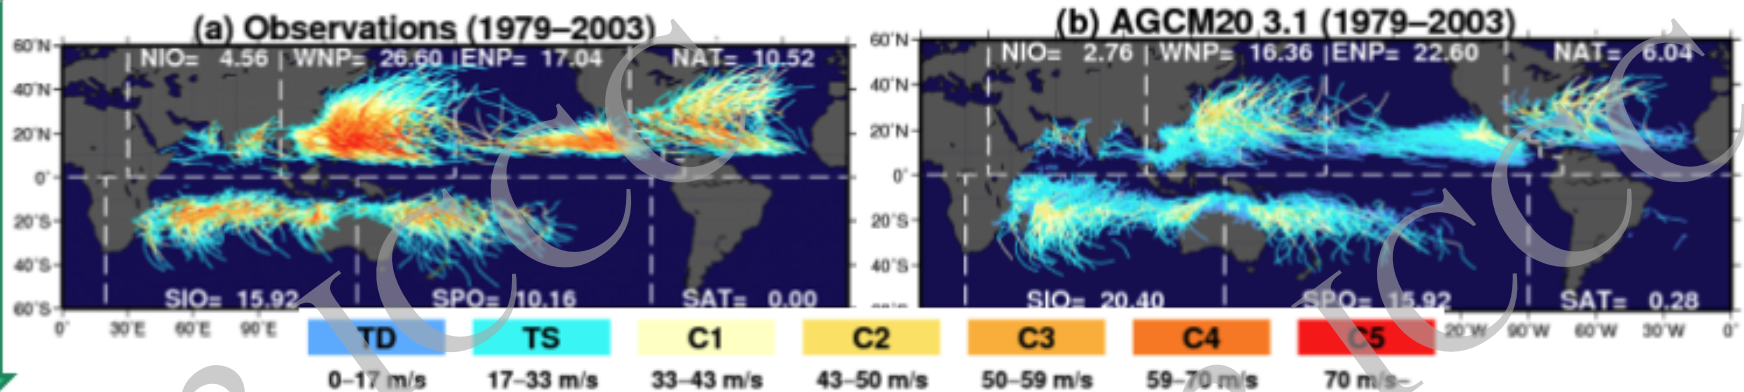 (a) Observations (1979–2003)
60˚N
NIO= 4.56 WNP= 26.60 ENP= 17.04 NAT= 10.52
40˚N
20˚N
0˚
20˚S
40˚S
SIO= 15.92 SPO= 10.16 SAT= 0.00
60˚S
0˚ 30˚E 60˚E 90˚E
(b) AGCM20 3.1 (1979–2003)
60˚N
NIO= 2.76 WNP= 16.36 ENP= 22.60 NAT= 6.04
40˚N
20˚N
0˚
20˚S
40˚S
SIO= 20.40 SPO= 15.92 SAT= 0.28
120˚W 90˚W 60˚W 30˚W 0˚
TD TS C1 C2 C3 C4 C5
0–17 m/s 17–33 m/s 33–43 m/s 43–50 m/s 50–59 m/s 59–70 m/s 70 m/s–